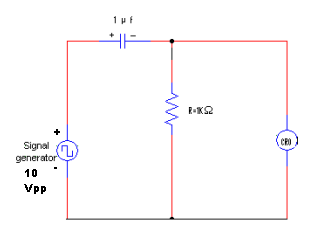 1 μ f
+ −
R=1KΩ
+
Signal
generator
CRO
-
10
Vpp